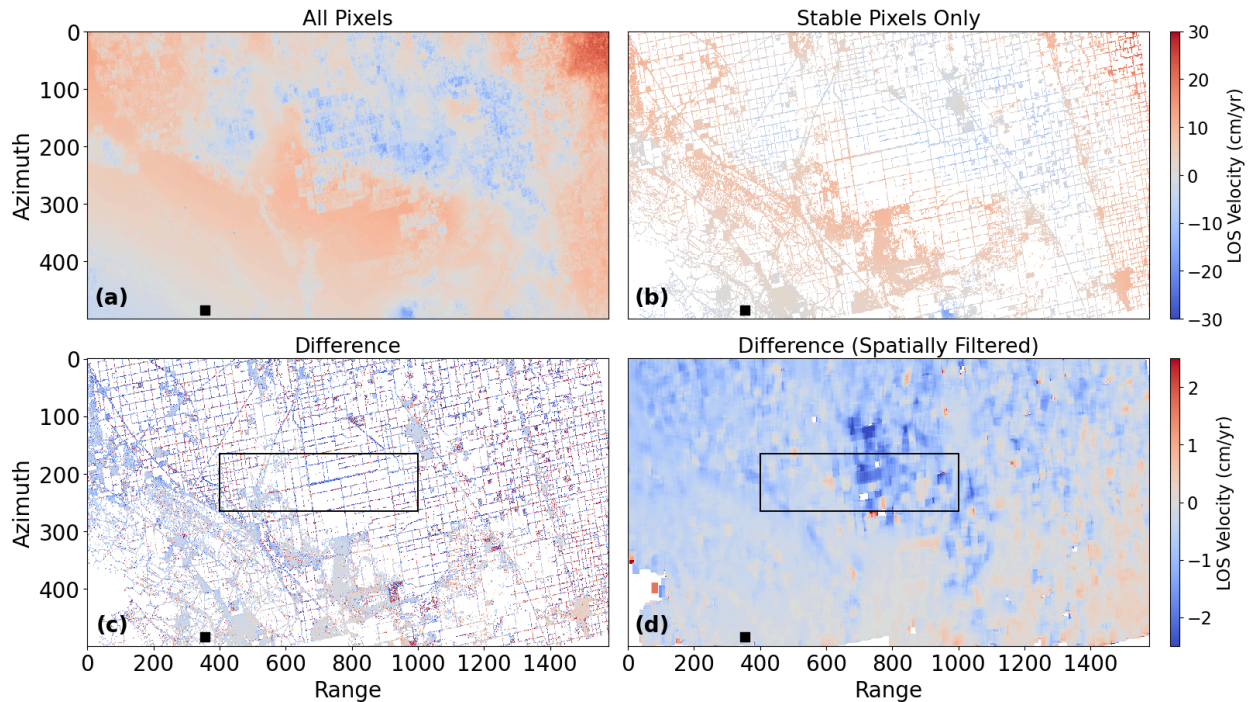 All Pixels
Stable Pixels Only
0
100
200
300
400
Azimuth
(a)
(b)
30
20
10
0
−10
−20
−30
LOS Velocity (cm/yr)
Difference
Difference (Spatially Filtered)
0
100
200
300
400
Azimuth
(c)
(d)
2
1
0
−1
−2
LOS Velocity (cm/yr)
0 200 400 600 800 1000 1200 1400
0 200 400 600 800 1000 1200 1400
Range
Range